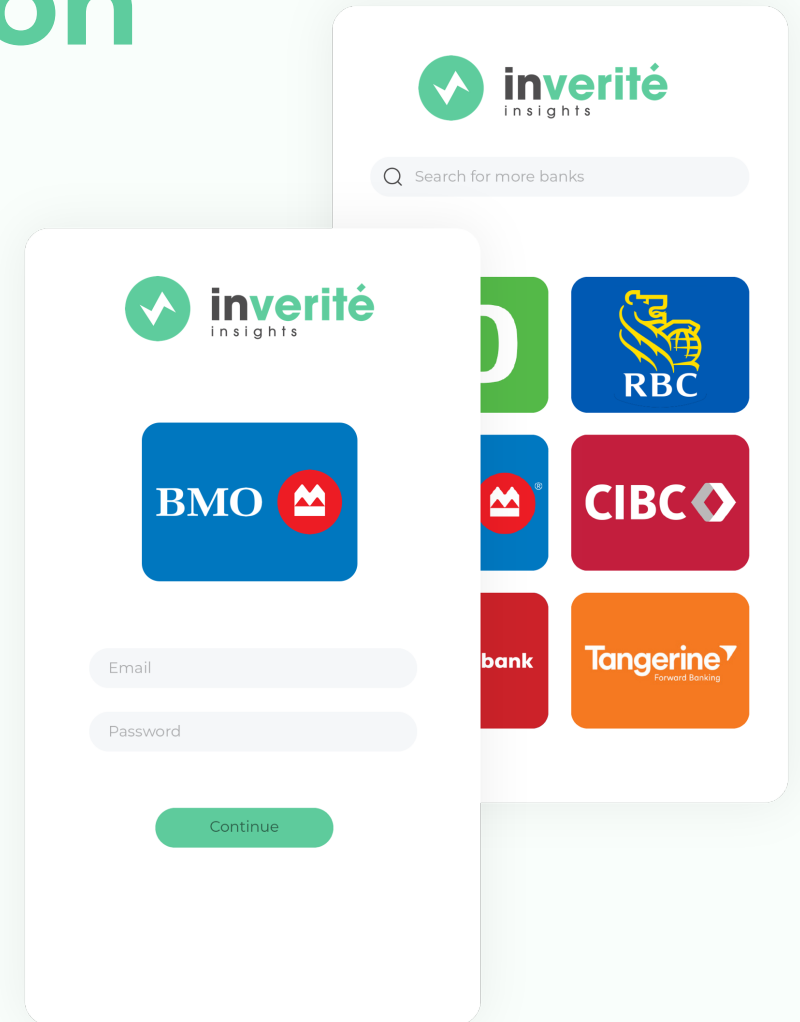 on
inverité
insights
Search for more banks
RBC
CIBC
bank
Tangerine
Forward Banking
inverité
insights
BMO
Email
Password
Continue